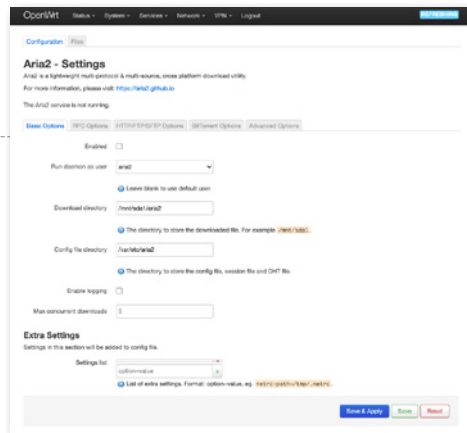 OpenWrt Status System Services Network VPN Logout REFRESHING
Configuration Files
Aria2 - Settings
Aria2 is a lightweight multi-protocol & multi-source, cross platform download utility.
For more information, please visit: https://aria2.github.io
The Aria2 service is not running.
Basic Options RPC Options HTTP/FTP/SFTP Options BitTorrent Options Advanced Options
Enabled
Run daemon as user aria2
Leave blank to use default user.
Download directory /mnt/sda1/aria2
The directory to store the downloaded file. For example /mnt/sda1.
Config file directory /var/etc/aria2
The directory to store the config file, session file and DHT file.
Enable logging
Max concurrent downloads 5
Extra Settings
Settings in this section will be added to config file.
Settings list
option=value +
List of extra settings. Format: option=value, eg. netrc-path=/tmp/.netrc.
Save & Apply Save Reset